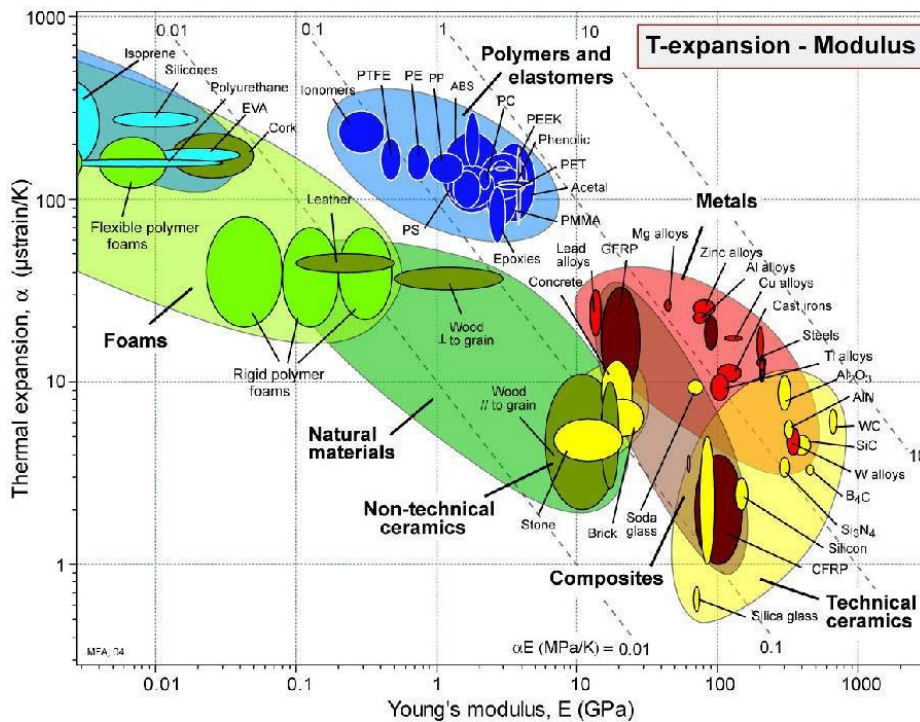 1000
0.01
0.1
1
10
T-expansion - Modulus
Isoprene
Silicones
Polyurethane
EVA
Cork
Polymers and
elastomers
Ionomers
PTFE
PE
PP
ABS
PC
PEEK
Phenolic
PET
Acetal
PMMA
PS
Epoxies
100
Flexible polymer
foams
Leather
Metals
Lead
alloys
GFRP
Mg alloys
Zinc alloys
Al alloys
Cu alloys
Concrete
Cast irons
Steels
Ti alloys
Al2O3
AlN
WC
SiC
W alloys
B4C
Si3N4
Silicon
CFRP
Foams
Wood
⊥ to grain
Rigid polymer
foams
10
Wood
// to grain
Natural
materials
Non-technical
ceramics
Stone
Brick
Soda
glass
10
Composites
Technical
ceramics
Silica glass
1
MFA, 04
αE (MPa/K) = 0.01
0.1
Thermal expansion, α (µstrain/K)
0.01
0.1
1
10
100
1000
Young's modulus, E (GPa)